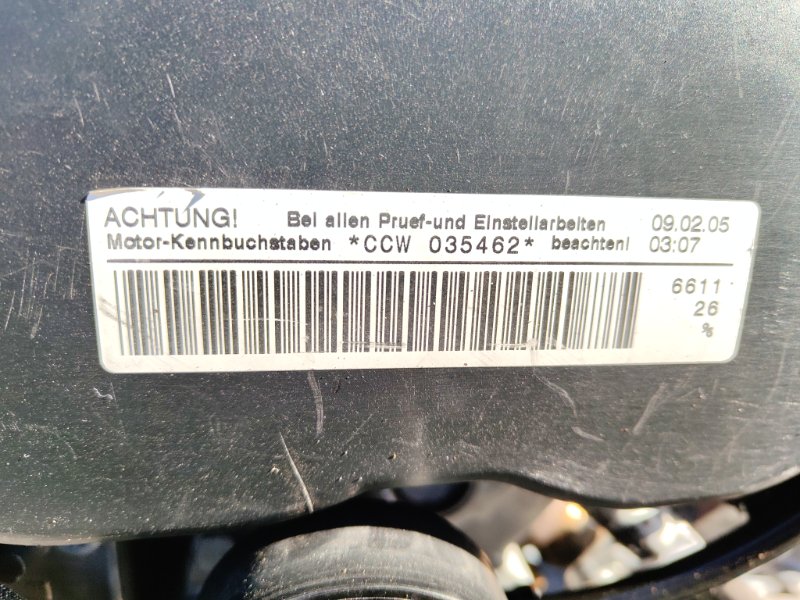 ACHTUNG! Bei allen Pruef-und Einstellarbeiten 09.02.05
Motor-Kennbuchstaben *CCW 035462* beachten! 03:07
6611
26
%